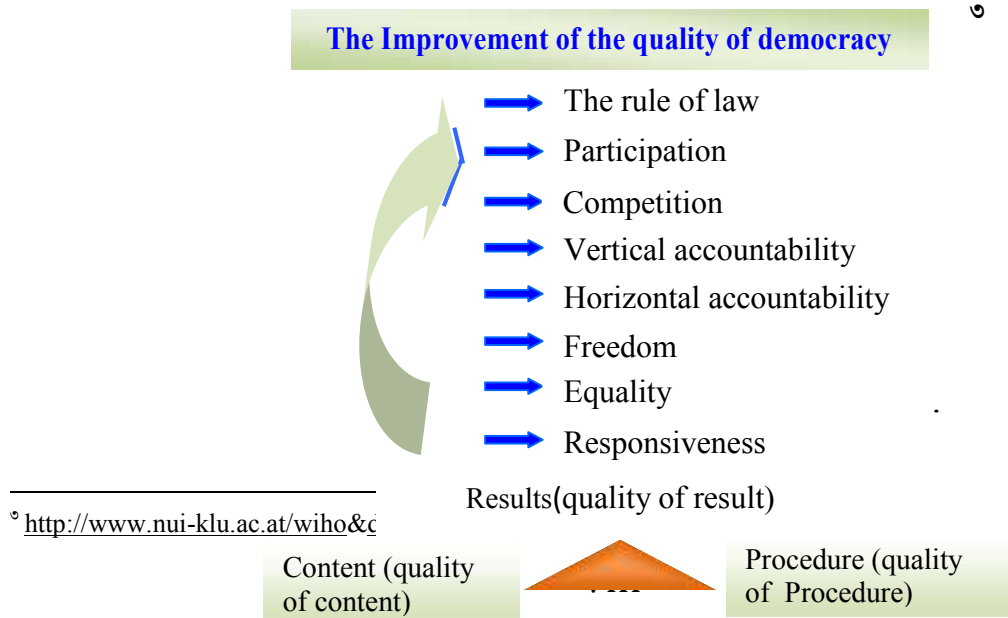 The Improvement of the quality of democracy
The rule of law
Participation
Competition
Vertical accountability
Horizontal accountability
Freedom
Equality
Responsiveness
Results(quality of result)
http://www.nui-klu.ac.at/wiho&d
Content (quality
of content)
Procedure (quality
of Procedure)